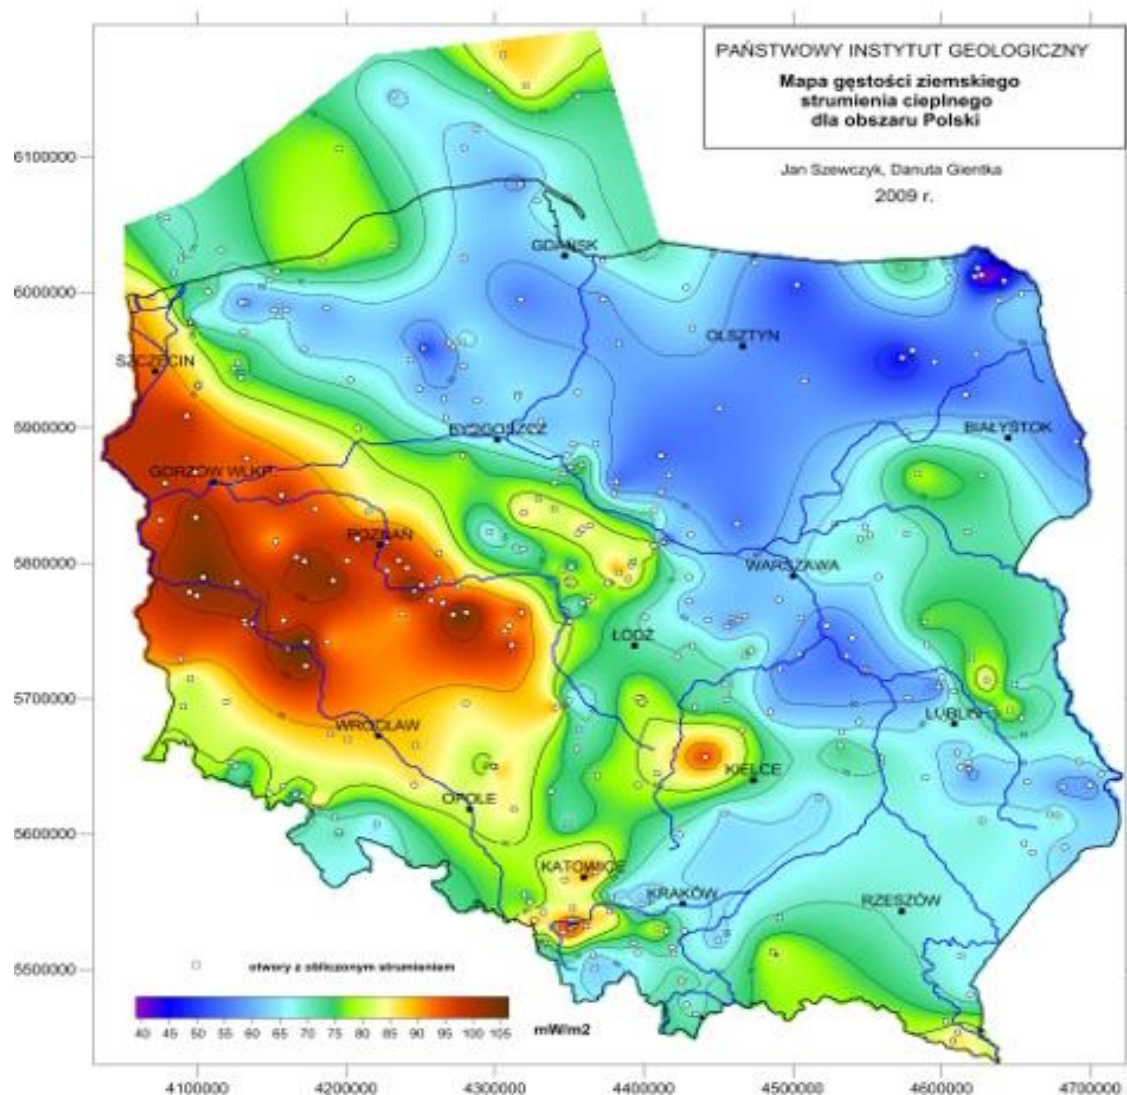 PAŃSTWOWY INSTYTUT GEOLOGICZNY
Mapa gęstości ziemskiego
strumienia cieplnego
dla obszaru Polski
Jan Szewczyk, Danuta Gientka
2009 r.
6100000
GDAŃSK
6000000
OLSZTYN
SZCZECIN
5900000
BYDGOSZCZ
BIAŁYSTOK
GORZÓW WLKP.
POZNAŃ
5800000
WARSZAWA
ŁÓDŹ
5700000
WROCŁAW
LUBLIN
KIELCE
OPOLE
5600000
KATOWICE
KRAKÓW
RZESZÓW
5500000
otwory z obliczonym strumieniem
40 45 50 55 60 65 70 75 80 85 90 95 100 105
mW/m2
4100000 4200000 4300000 4400000 4500000 4600000 4700000